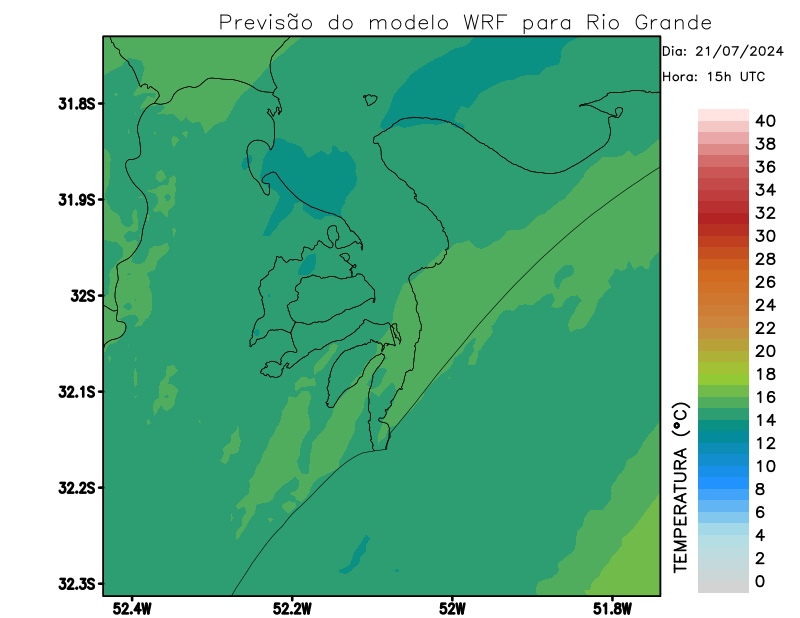 Previsão do modelo WRF para Rio Grande
Dia: 21/07/2024
Hora: 15h UTC
31.8S
31.9S
32S
32.1S
32.2S
32.3S
52.4W
52.2W
52W
51.8W
TEMPERATURA (°C)
40
38
36
34
32
30
28
26
24
22
20
18
16
14
12
10
8
6
4
2
0